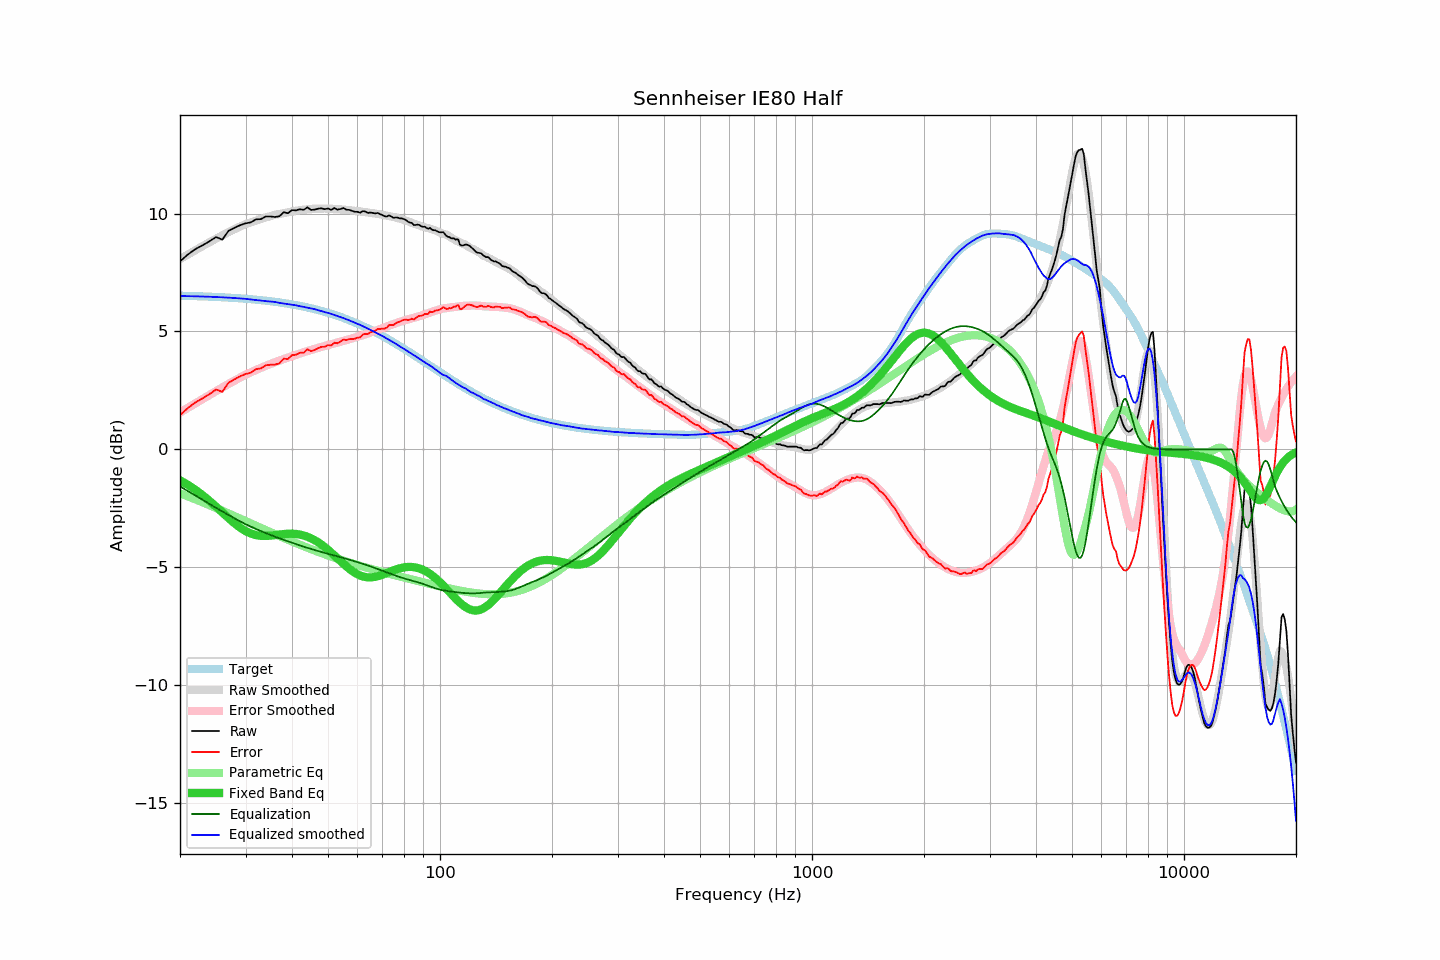 Sennheiser IE80 Half
Amplitude (dBr)
10
5
0
−5
−10
−15
Target
Raw Smoothed
Error Smoothed
Raw
Error
Parametric Eq
Fixed Band Eq
Equalization
Equalized smoothed
100
1000
10000
Frequency (Hz)